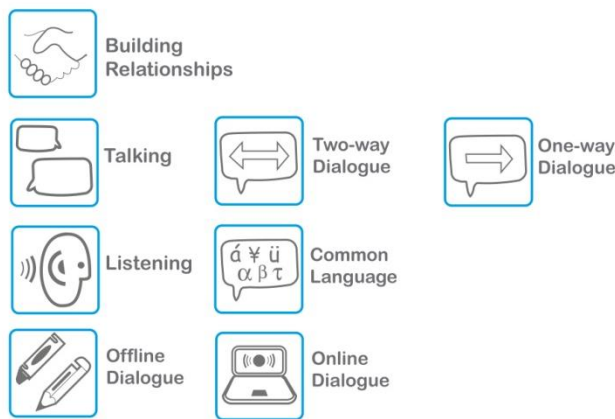 Building
Relationships
Talking
Two-way
Dialogue
One-way
Dialogue
Listening
á ¥ ü
α β τ
Common
Language
Offline
Dialogue
Online
Dialogue